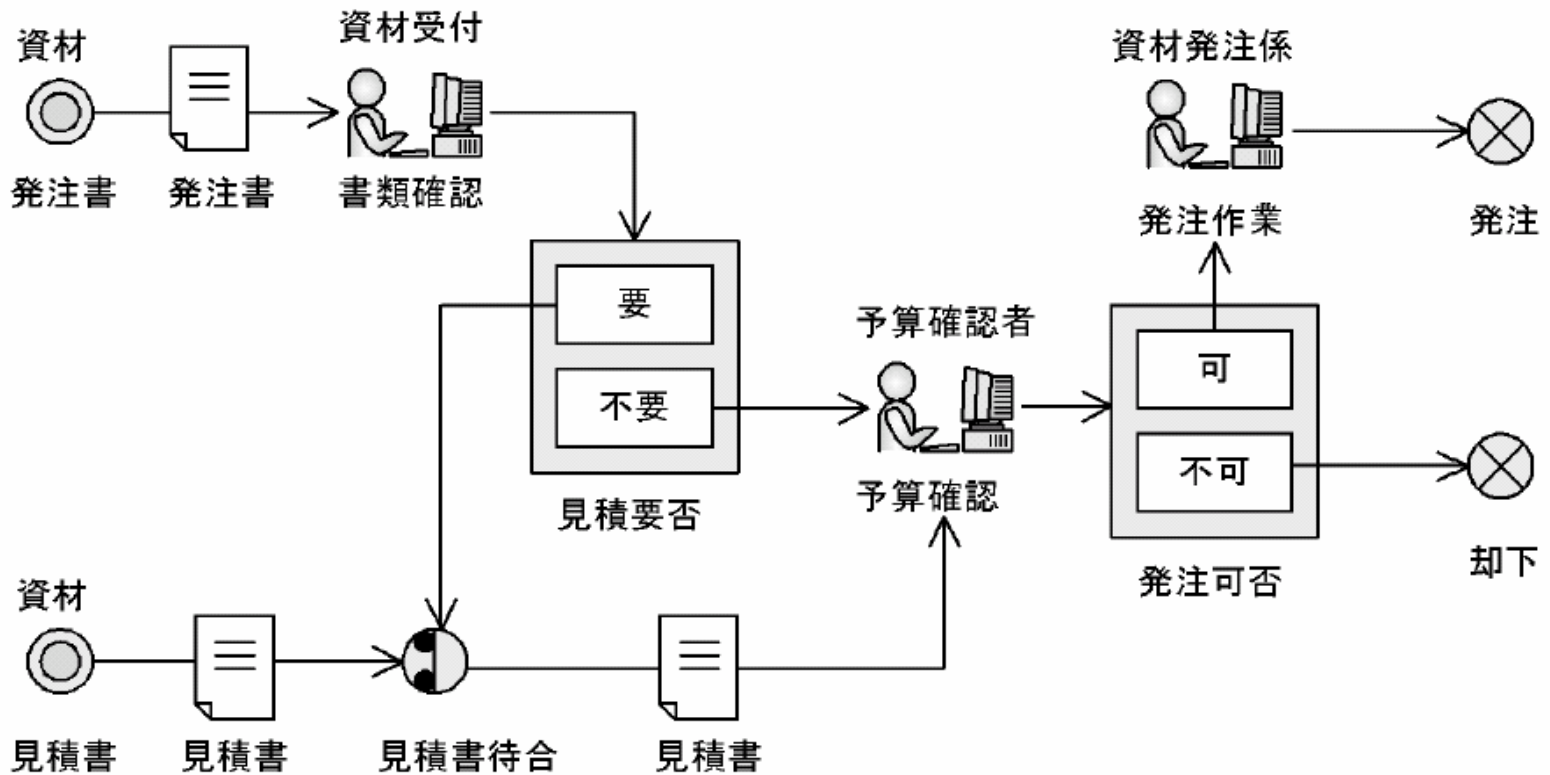 資材
発注書
発注書
資材受付
書類確認
要
不要
見積要否
予算確認者
予算確認
資材発注係
発注作業
発注
可
不可
発注可否
却下
資材
見積書
見積書
見積書待合
見積書